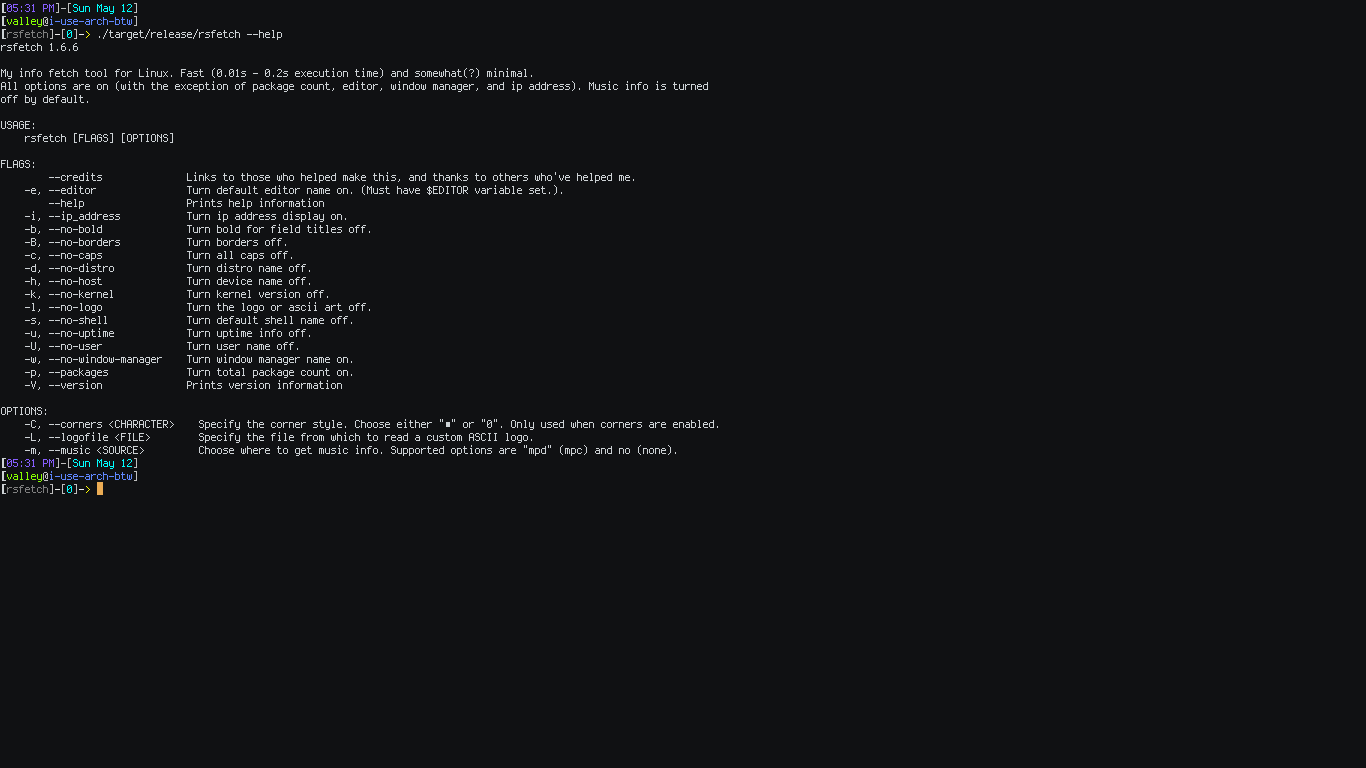 [05:31 PM]-[Sun May 12]
[valley@i-use-arch-btw]
[rsfetch]-[0]-> ./target/release/rsfetch --help
rsfetch 1.6.6

My info fetch tool for Linux. Fast (0.01s - 0.2s execution time) and somewhat(?) minimal.
All options are on (with the exception of package count, editor, window manager, and ip address). Music info is turned
off by default.

USAGE:
    rsfetch [FLAGS] [OPTIONS]

FLAGS:
        --credits              Links to those who helped make this, and thanks to others who've helped me.
    -e, --editor               Turn default editor name on. (Must have $EDITOR variable set.).
        --help                 Prints help information
    -i, --ip_address           Turn ip address display on.
    -b, --no-bold              Turn bold for field titles off.
    -B, --no-borders           Turn borders off.
    -c, --no-caps              Turn all caps off.
    -d, --no-distro            Turn distro name off.
    -h, --no-host              Turn device name off.
    -k, --no-kernel            Turn kernel version off.
    -l, --no-logo              Turn the logo or ascii art off.
    -s, --no-shell             Turn default shell name off.
    -u, --no-uptime            Turn uptime info off.
    -U, --no-user              Turn user name off.
    -w, --no-window-manager    Turn window manager name on.
    -p, --packages             Turn total package count on.
    -V, --version              Prints version information

OPTIONS:
    -C, --corners <CHARACTER>    Specify the corner style. Choose either "■" or "0". Only used when corners are enabled.
    -L, --logofile <FILE>        Specify the file from which to read a custom ASCII logo.
    -m, --music <SOURCE>         Choose where to get music info. Supported options are "mpd" (mpc) and no (none).
[05:31 PM]-[Sun May 12]
[valley@i-use-arch-btw]
[rsfetch]-[0]->